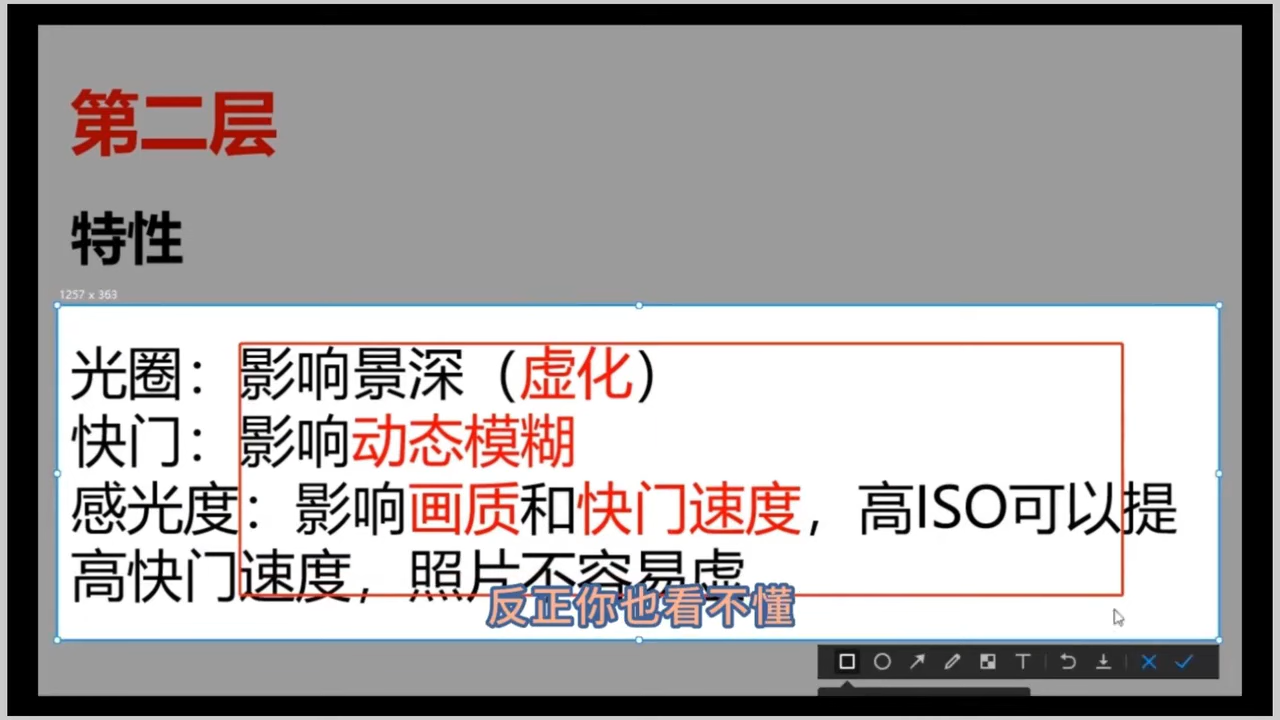 第二层
特性
1257 x 363
光圈：影响景深（虚化）
快门：影响动态模糊
感光度：影响画质和快门速度，高ISO可以提
高快门速度，照片不容易虚
反正你也看不懂
T